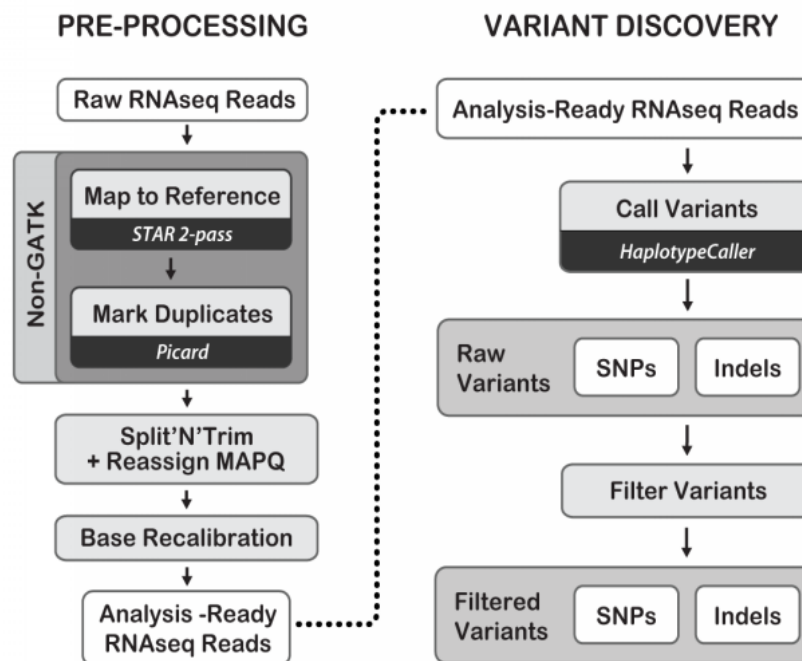 PRE-PROCESSING
Raw RNAseq Reads
Non-GATK
Map to Reference
STAR 2-pass
Mark Duplicates
Picard
Split'N'Trim
+ Reassign MAPQ
Base Recalibration
Analysis -Ready
RNAseq Reads
VARIANT DISCOVERY
Analysis-Ready RNAseq Reads
Call Variants
HaplotypeCaller
Raw
Variants
SNPs
Indels
Filter Variants
Filtered
Variants
SNPs
Indels